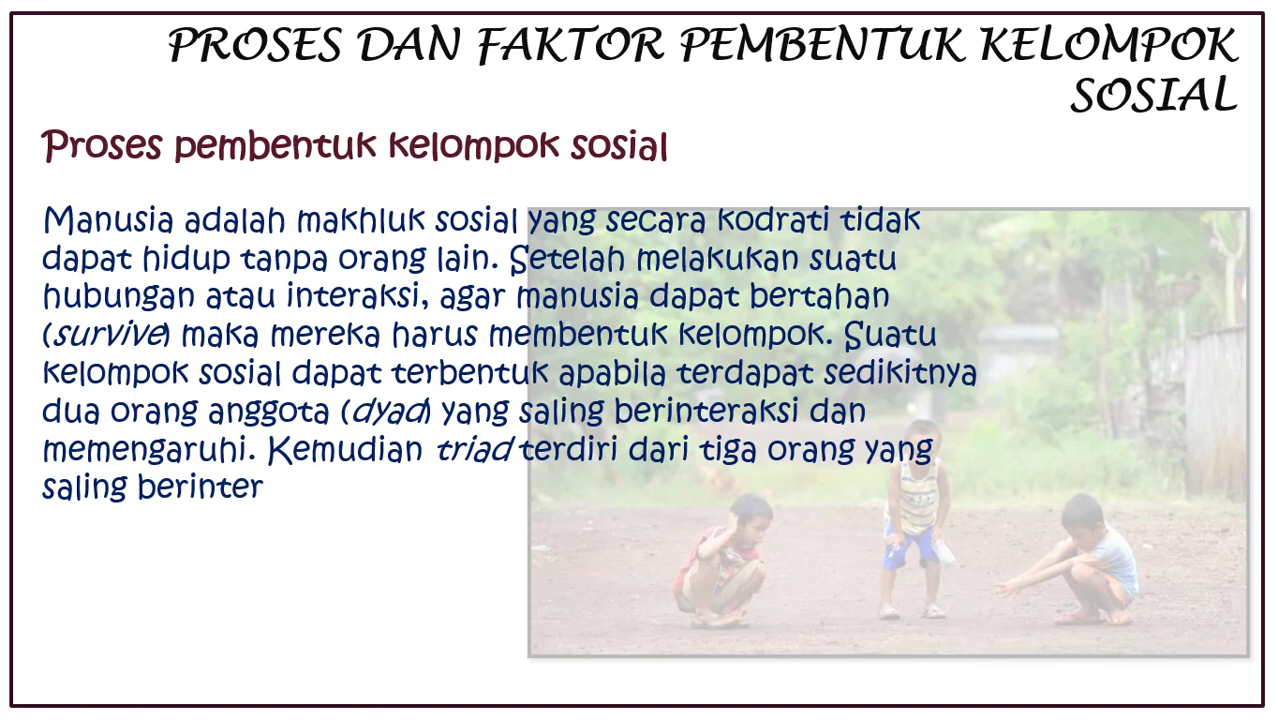 PROSES DAN FAKTOR PEMBENTUK KELOMPOK
SOSIAL
Proses pembentuk kelompok sosial
Manusia adalah makhluk sosial yang secara kodrati tidak
dapat hidup tanpa orang lain. Setelah melakukan suatu
hubungan atau interaksi, agar manusia dapat bertahan
(survive) maka mereka harus membentuk kelompok. Suatu
kelompok sosial dapat terbentuk apabila terdapat sedikitnya
dua orang anggota (dyad) yang saling berinteraksi dan
memengaruhi. Kemudian triad terdiri dari tiga orang yang
saling berinter